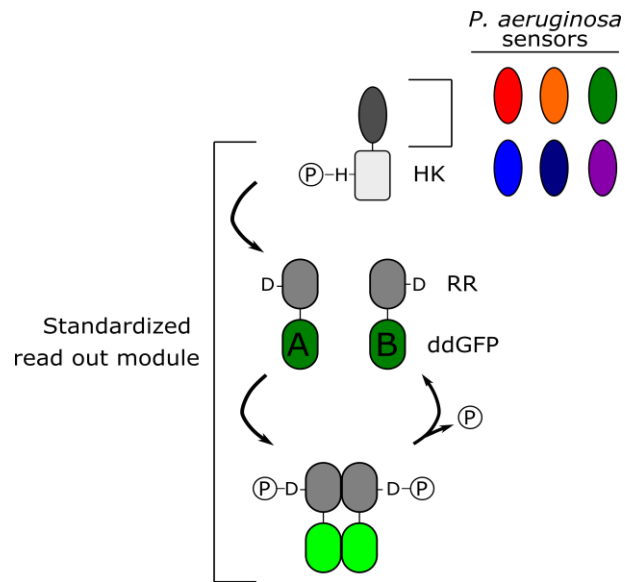 P. aeruginosa
sensors
P H HK
D D RR
A B ddGFP
Standardized
read out module
P
P D D P